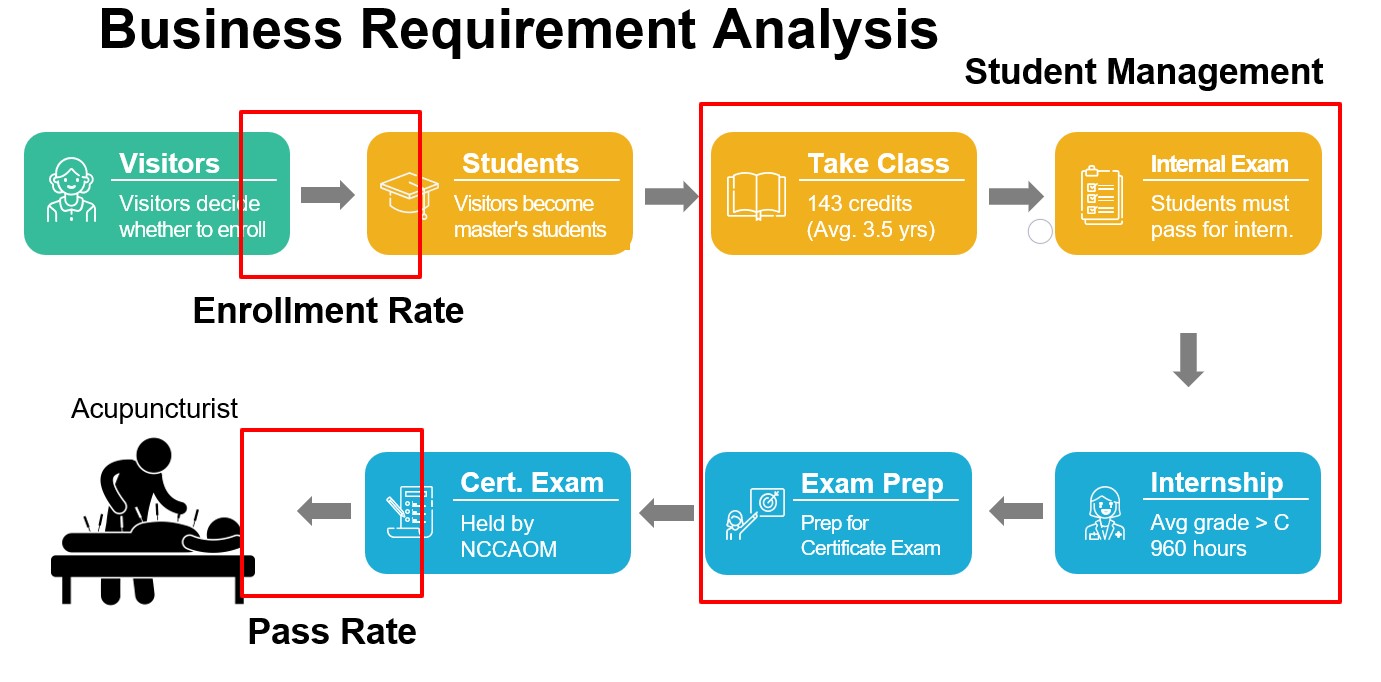 Business Requirement Analysis
Student Management
Visitors
Visitors decide
whether to enroll
Students
Visitors become
master's students
Take Class
143 credits
(Avg. 3.5 yrs)
Internal Exam
Students must
pass for intern.
Enrollment Rate
Acupuncturist
Cert. Exam
Held by
NCCAOM
Exam Prep
Prep for
Certificate Exam
Internship
Avg grade > C
960 hours
Pass Rate